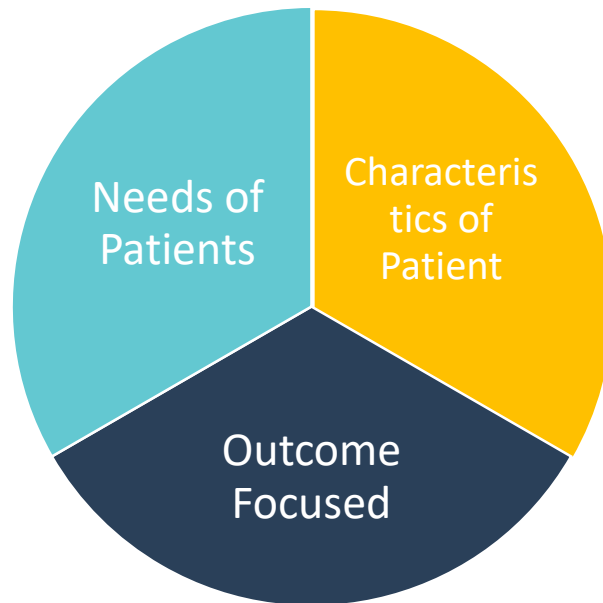 Needs of
Patients
Characteris
tics of
Patient
Outcome
Focused